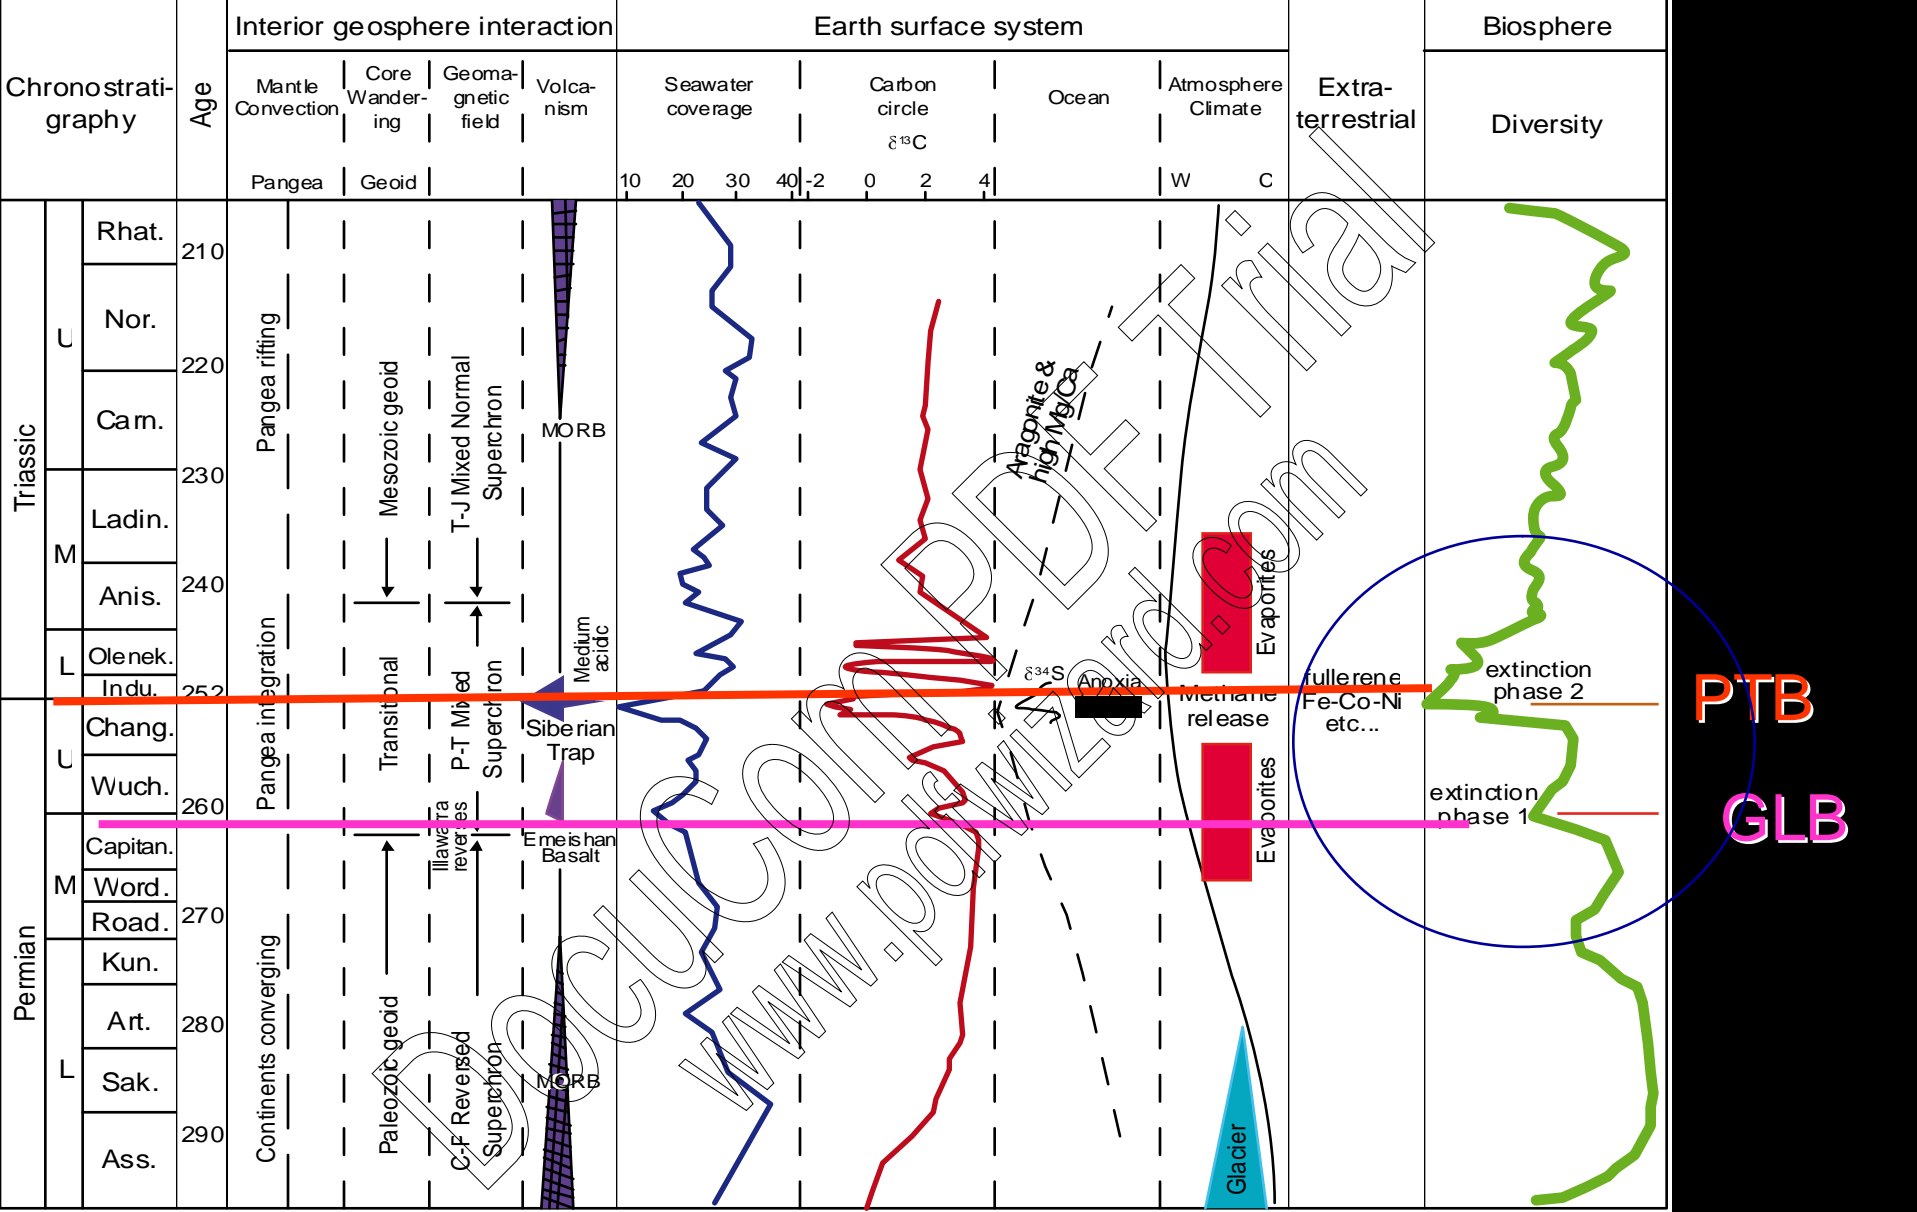 Interior geosphere interaction
Earth surface system
Biosphere
Chronostrati-
graphy
Age
Mantle
Convection
Pangea
Core
Wander-
ing
Geoid
Geoma-
gnetic
field
Volca-
nism
Seawater
coverage
10 20 30 40
Carbon
circle
δ¹³C
-2 0 2 4
Ocean
Atmosphere
Climate
W C
Extra-
terrestrial
Diversity
Triassic
U
M
L
Rhat.
Nor.
Carn.
Ladin.
Anis.
Olenek.
Indu.
Permian
U
M
L
Chang.
Wuch.
Capitan.
Word.
Road.
Kun.
Art.
Sak.
Ass.
210
220
230
240
252
260
270
280
290
Pangea rifting
Pangea integration
Continents converging
Mesozoic geoid
Transitional
Paleozoic geoid
T-J Mixed Normal
Superchron
P-T Mixed
Superchron
Illawarra
reverses
C-P Reversed
Superchron
MORB
Medium
acidic
Siberian
Trap
Emeishan
Basalt
MORB
Aragonite &
high Mg/Ca
δ³⁴S
Anoxia
Evaporites
Methane
release
Evaporites
Glacier
fullerene
Fe-Co-Ni
etc...
extinction
phase 2
extinction
phase 1
PTB
GLB
DocuCom PDF Trial
www.pdfwizard.com